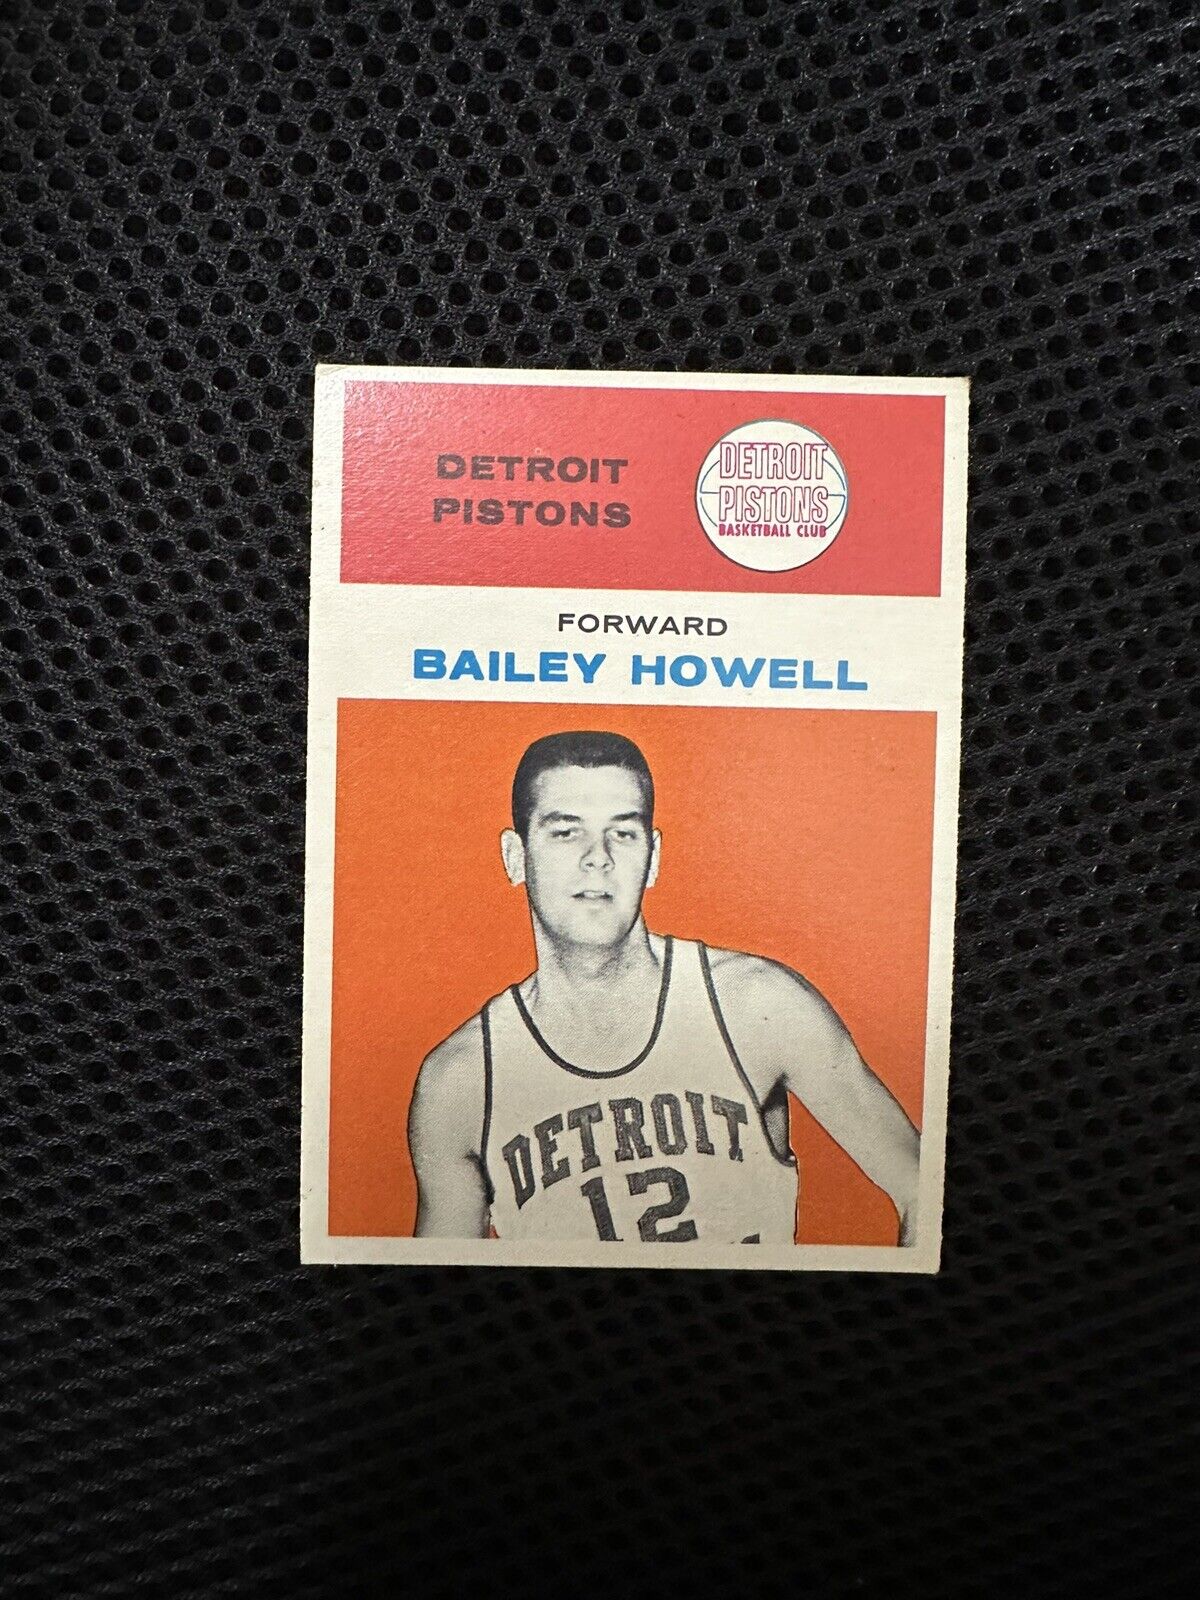 DETROIT
PISTONS
DETROIT
PISTONS
BASKETBALL CLUB
FORWARD
BAILEY HOWELL
DETROIT
12